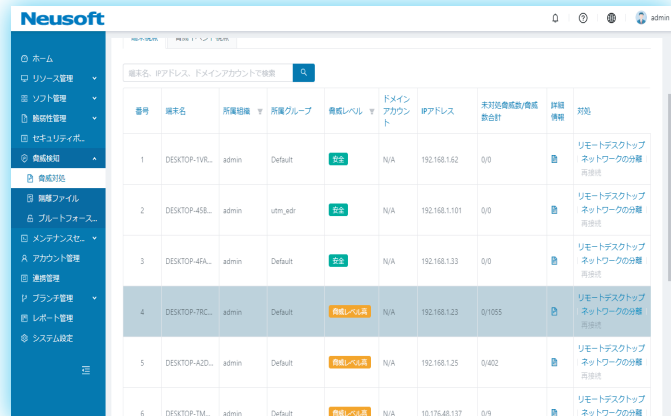 Neusoft
admin
ホーム
リソース管理
ソフト管理
脆弱性管理
セキュリティポ...
脅威検知
脅威対処
隔離ファイル
ブルートフォース...
メンテナンスセ...
アカウント管理
連携管理
ブランチ管理
レポート管理
システム設定
端末検索 脅威イベント検索
端末名、IPアドレス、ドメインアカウントで検索
番号 端末名 所属組織 所属グループ 脅威レベル ドメインアカウント IPアドレス 未対処脅威数/脅威数合計 詳細情報 対処
1 DESKTOP-1VR... admin Default 安全 N/A 192.168.1.62 0/0 リモートデスクトップ
ネットワークの分離
再接続
2 DESKTOP-45B... admin utm_edr 安全 N/A 192.168.1.101 0/0 リモートデスクトップ
ネットワークの分離
再接続
3 DESKTOP-4FA... admin Default 安全 N/A 192.168.1.33 0/0 リモートデスクトップ
ネットワークの分離
再接続
4 DESKTOP-7RC... admin Default 脅威レベル高 N/A 192.168.1.23 0/1055 リモートデスクトップ
ネットワークの分離
再接続
5 DESKTOP-A2D... admin Default 脅威レベル高 N/A 192.168.1.25 0/402 リモートデスクトップ
ネットワークの分離
再接続
6 DESKTOP-TM... admin Default 脅威レベル高 N/A 10.176.48.137 0/9 リモートデスクトップ
ネットワークの分離